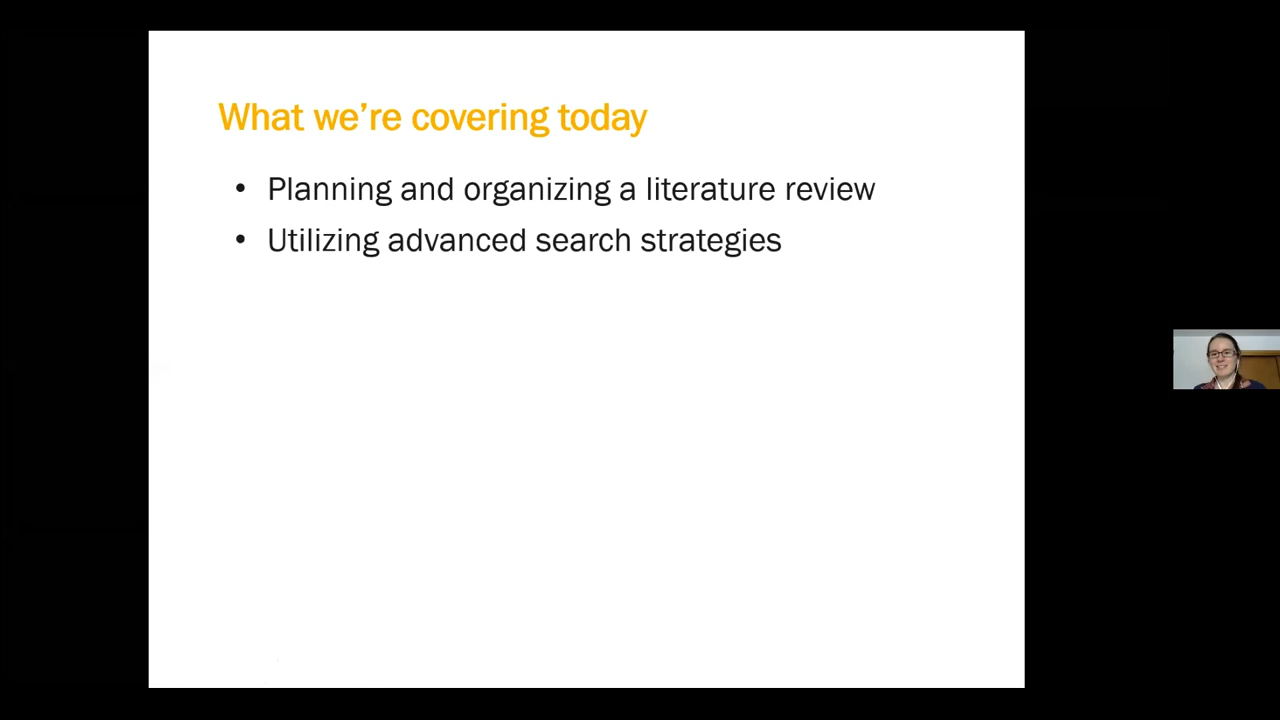 What we're covering today
• Planning and organizing a literature review
• Utilizing advanced search strategies